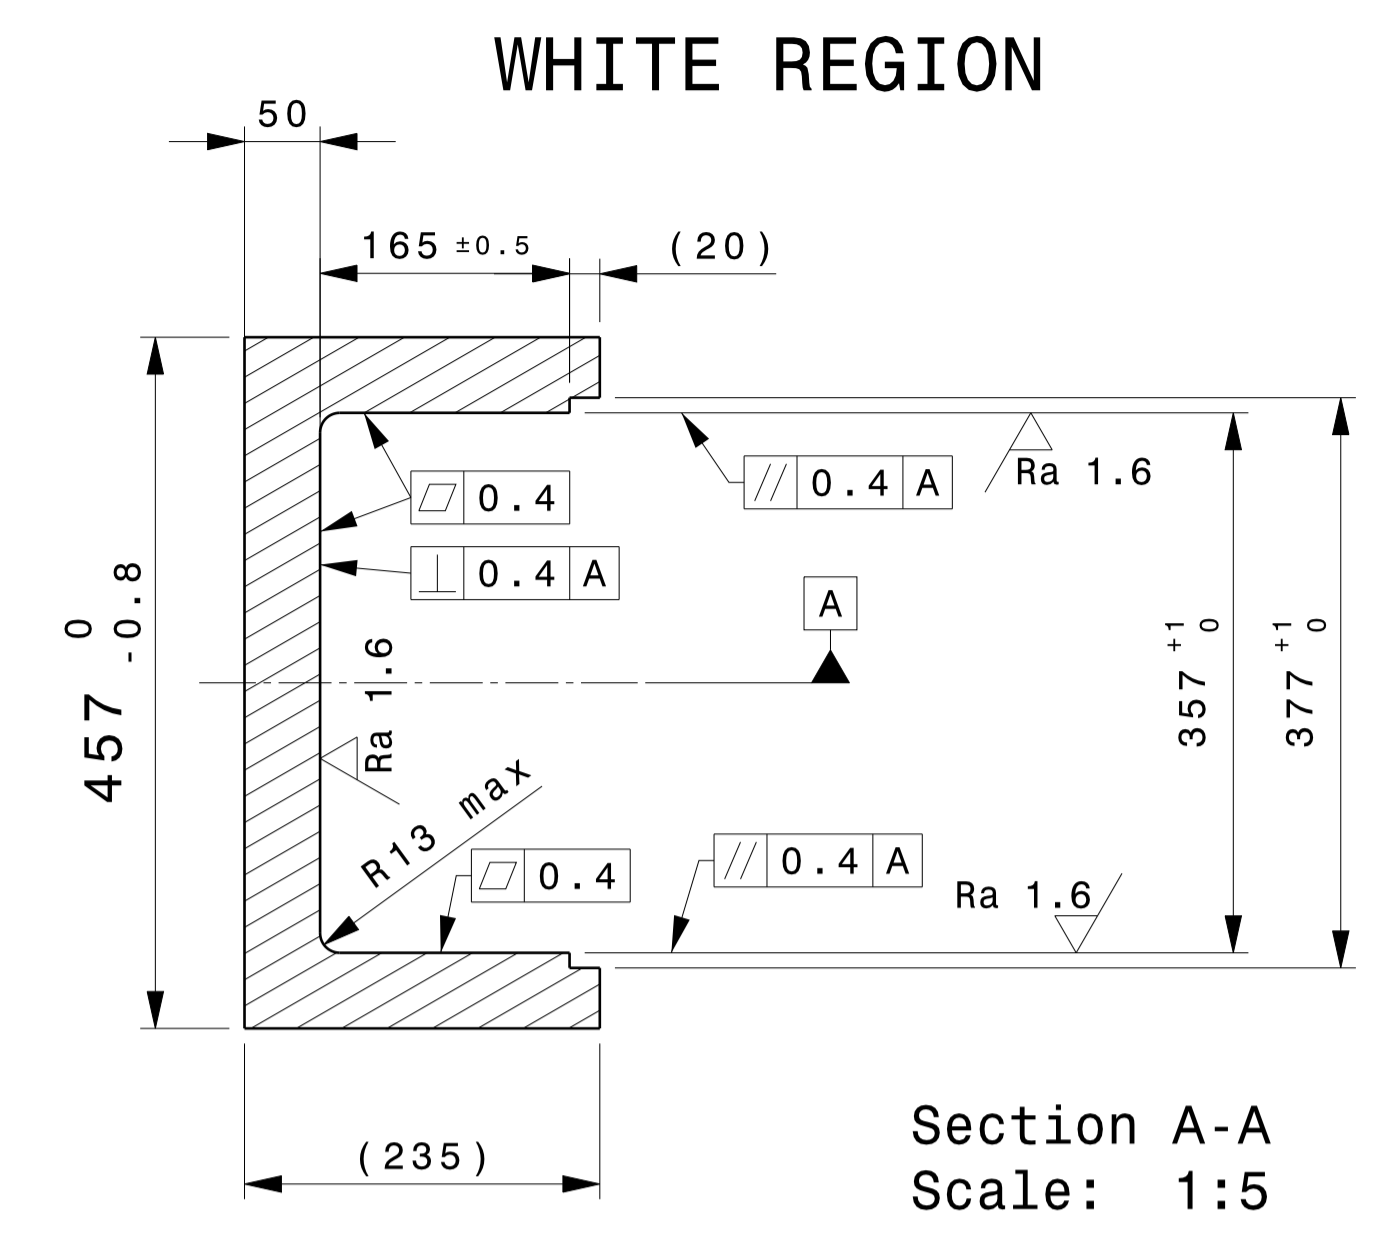 WHITE REGION
50
165 ±0.5
(20)
⏥ 0.4
// 0.4 A
Ra 1.6
⊥ 0.4 A
A
457 0 -0.8
Ra 1.6
357 +1 0
377 +1 0
R13 max
⏥ 0.4
// 0.4 A
Ra 1.6
(235)
Section A-A
Scale: 1:5